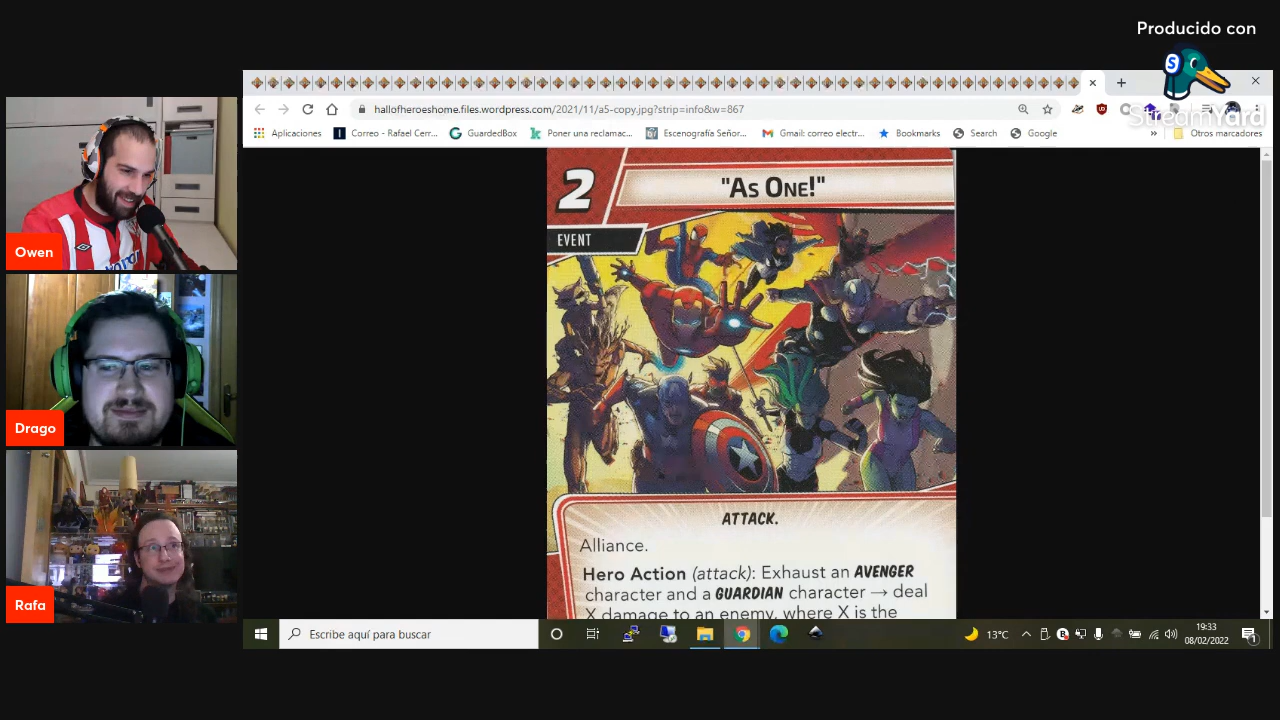 Producido con
S
StreamYard
hallofheroeshome.files.wordpress.com/2021/11/a5-copy.jpg?strip=info&w=867
Aplicaciones
Correo - Rafael Cerr...
GuardedBox
Poner una reclamac...
Escenografía Señor...
Gmail: correo electr...
Bookmarks
Search
Google
»
Otros marcadores
2
"As One!"
EVENT
ATTACK.
Alliance.
Hero Action (attack): Exhaust an AVENGER
character and a GUARDIAN character → deal
X damage to an enemy, where X is the
Owen
Drago
Rafa
Escribe aquí para buscar
13°C
19:33
08/02/2022
1